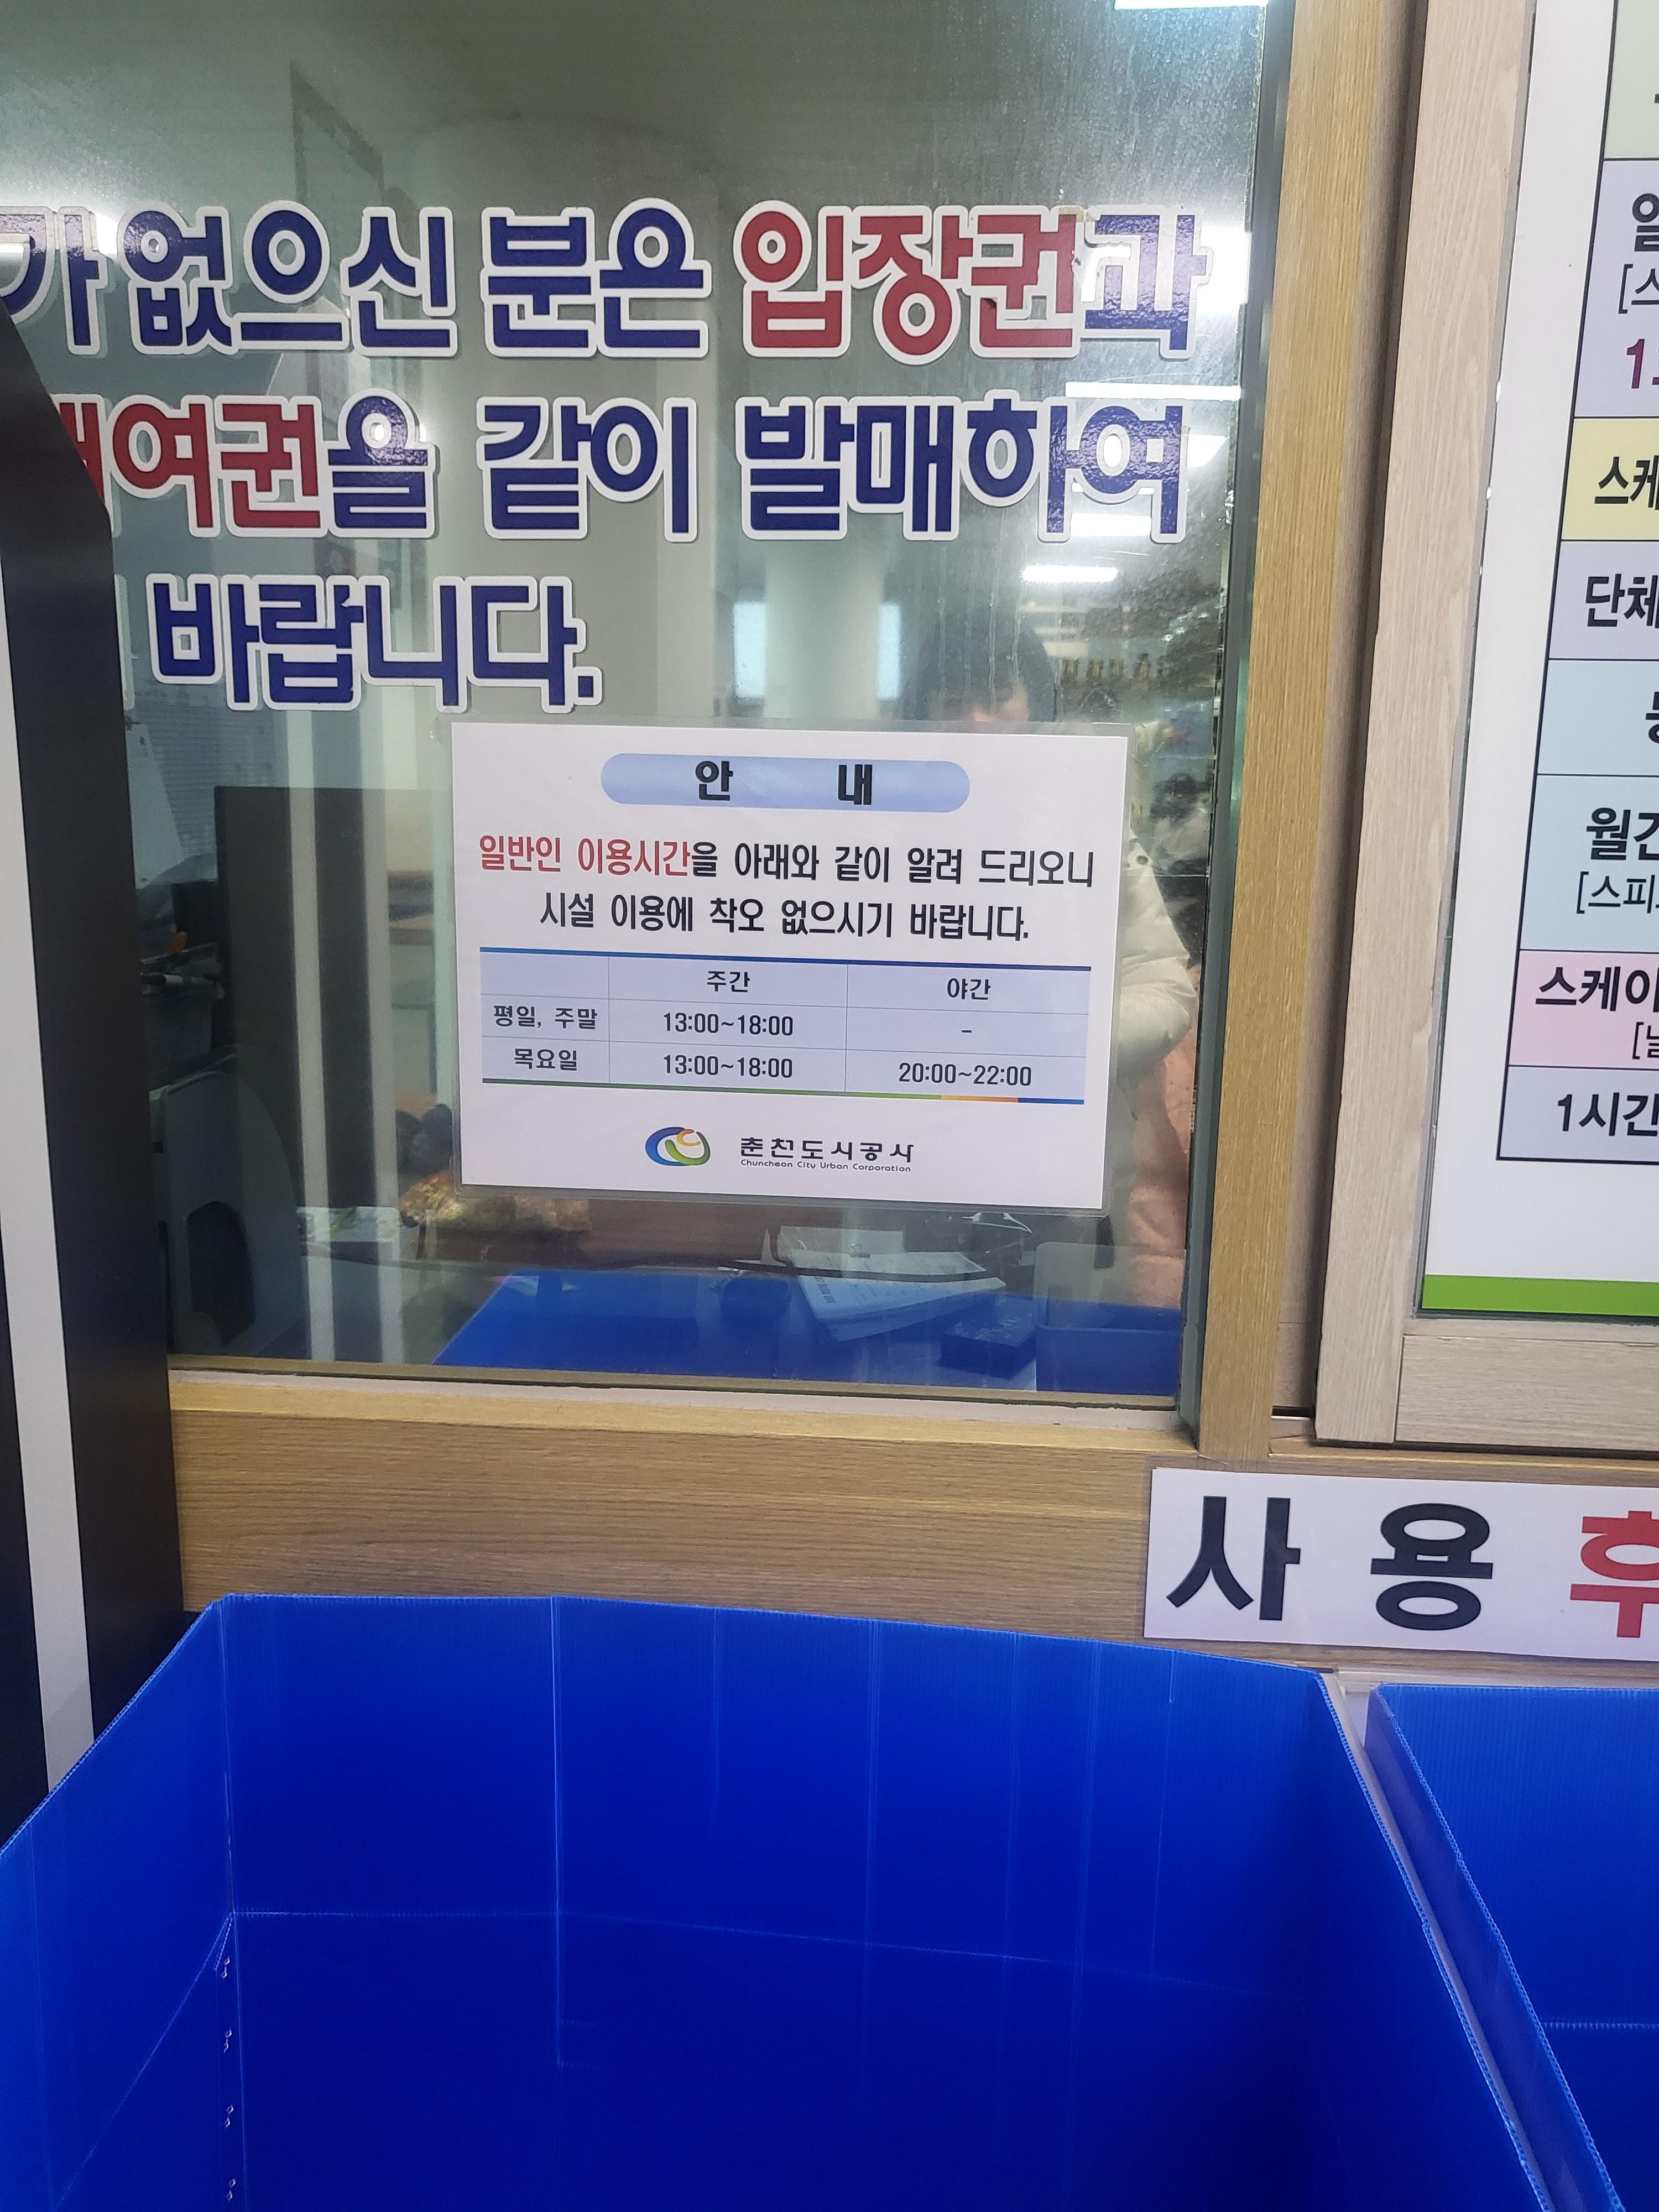 가 없으신 분은 입장권과
여권을 같이 발매하여
바랍니다.
안 내
일반인 이용시간을 아래와 같이 알려 드리오니
시설 이용에 착오 없으시기 바랍니다.
주간 야간
평일, 주말 13:00~18:00 -
목요일 13:00~18:00 20:00~22:00
춘천도시공사
Chuncheon City Urban Corporation
[스
스케
단체
월간
[스피
스케이
[날
1시간
사 용 후